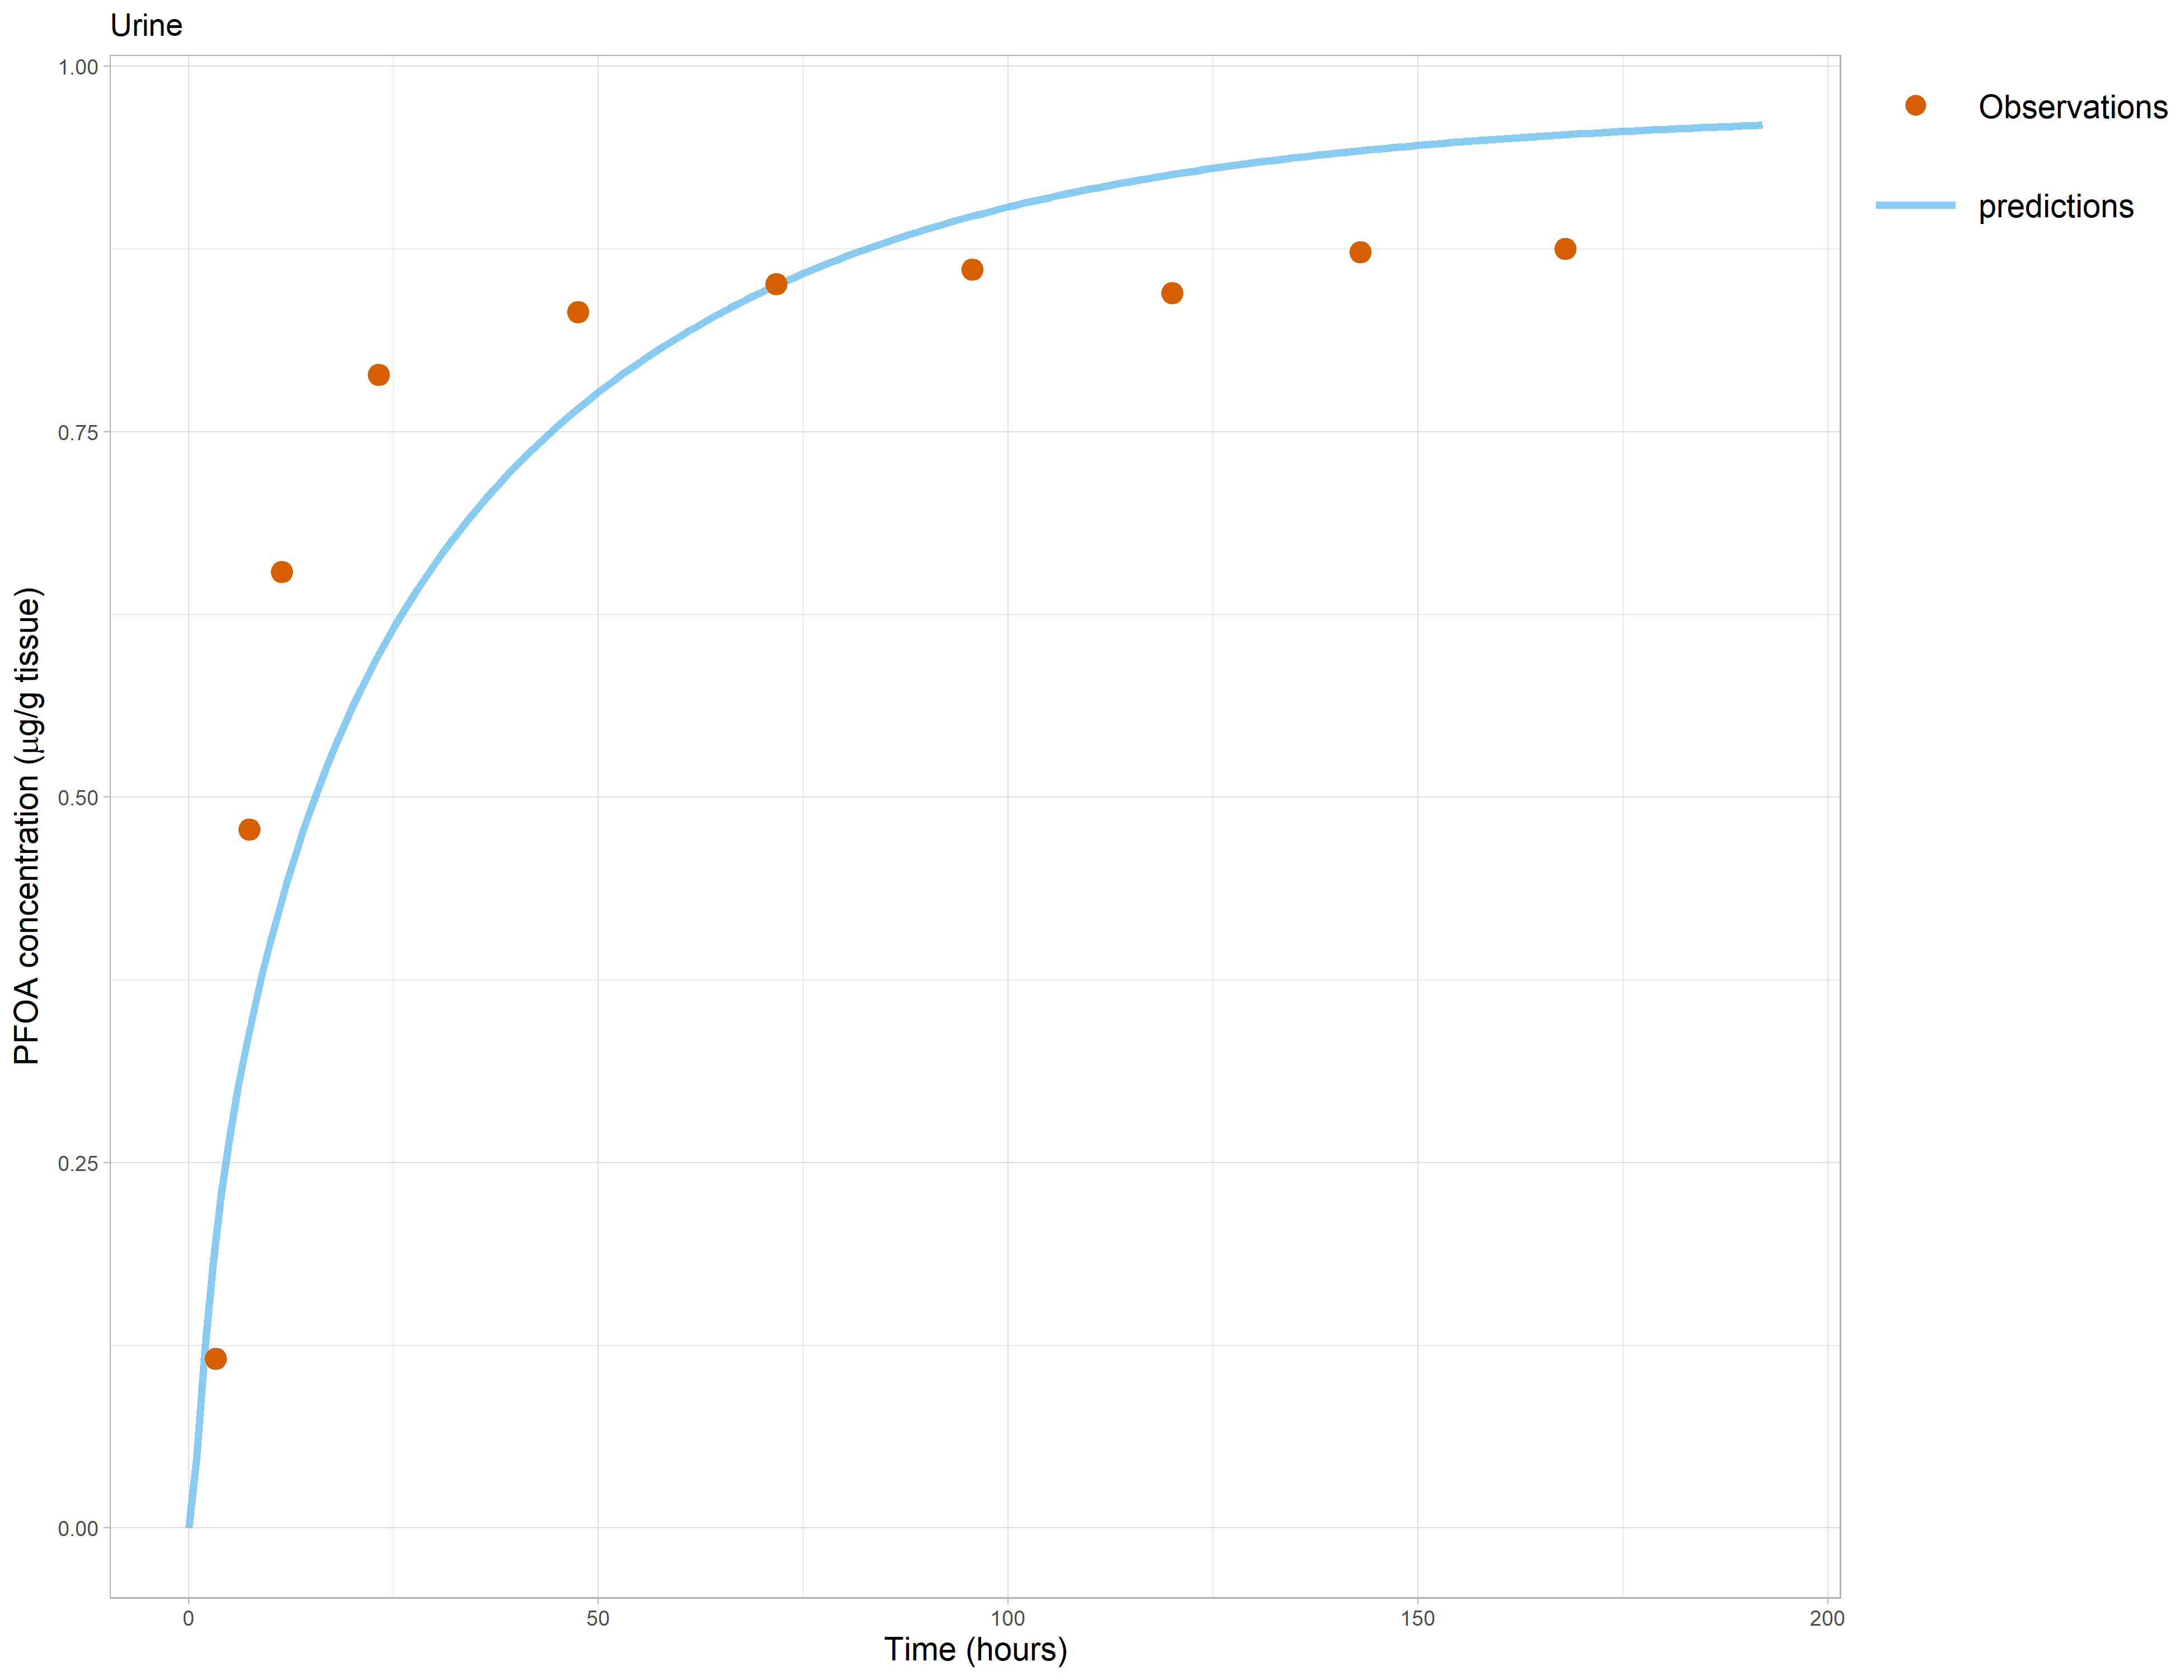 Urine
1.00
0.75
0.50
0.25
0.00
PFOA concentration (μg/g tissue)
0 50 100 150 200
Time (hours)
Observations
predictions